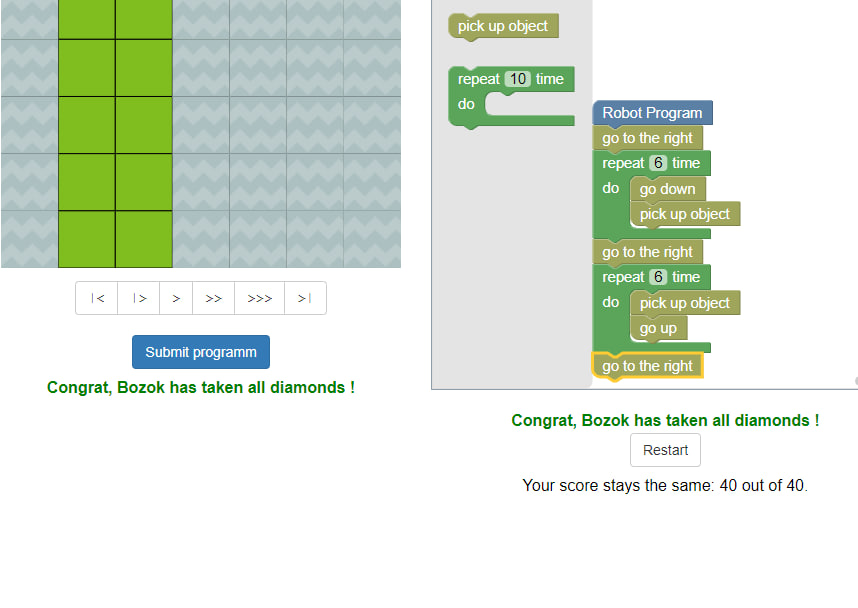 pick up object
repeat 10 time
do
Robot Program
go to the right
repeat 6 time
do go down
pick up object
go to the right
repeat 6 time
do pick up object
go up
go to the right
|< |> > >> >>> >|
Submit programm
Congrat, Bozok has taken all diamonds !
Congrat, Bozok has taken all diamonds !
Restart
Your score stays the same: 40 out of 40.